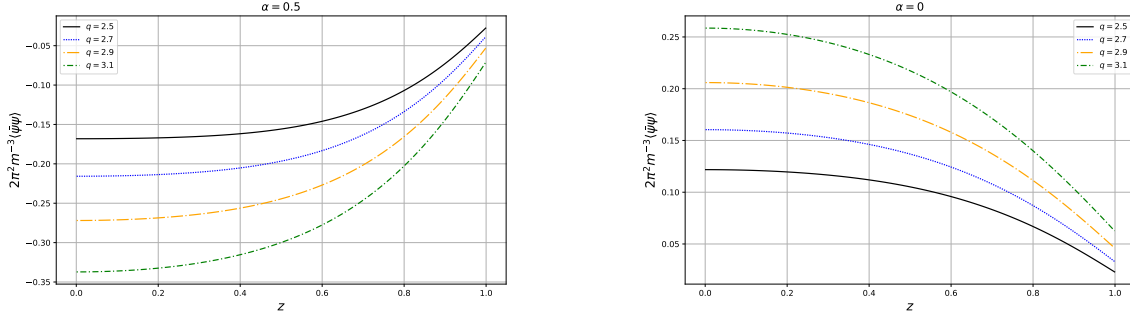 α = 0.5
q = 2.5
q = 2.7
q = 2.9
q = 3.1
−0.05
−0.10
−0.15
−0.20
−0.25
−0.30
−0.35
2π²m⁻³⟨ψ̄ψ⟩
0.0 0.2 0.4 0.6 0.8 1.0
z
α = 0
q = 2.5
q = 2.7
q = 2.9
q = 3.1
0.25
0.20
0.15
0.10
0.05
2π²m⁻³⟨ψ̄ψ⟩
0.0 0.2 0.4 0.6 0.8 1.0
z